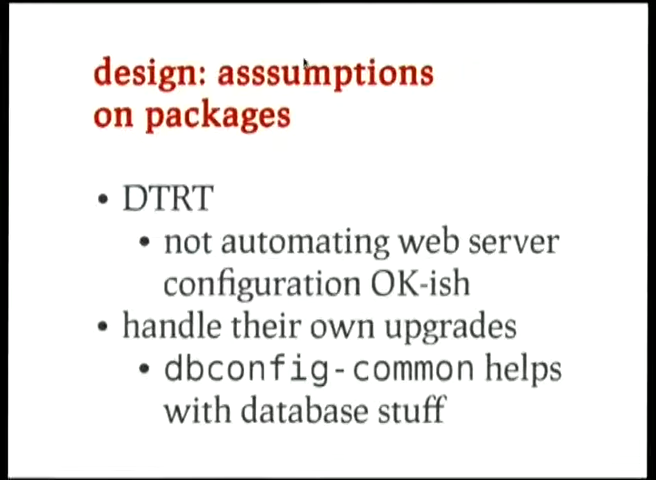 design: asssumptions
on packages
• DTRT
• not automating web server
configuration OK-ish
• handle their own upgrades
• dbconfig-common helps
with database stuff